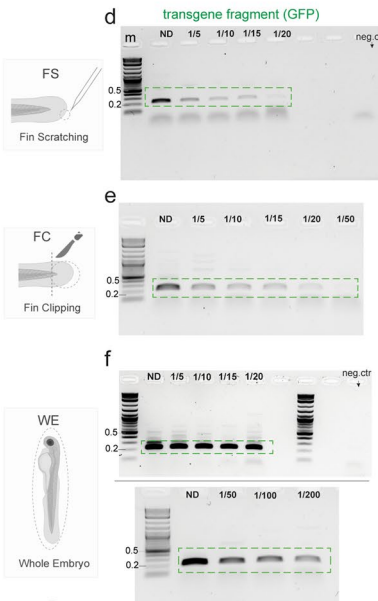 d transgene fragment (GFP)
m ND 1/5 1/10 1/15 1/20 neg.ctr
FS
0.5
0.2
Fin Scratching
e
FC
ND 1/5 1/10 1/15 1/20 1/50
0.5
0.2
Fin Clipping
f
ND 1/5 1/10 1/15 1/20 neg.ctr
WE
0.5
0.2
ND 1/50 1/100 1/200
0.5
0.2
Whole Embryo